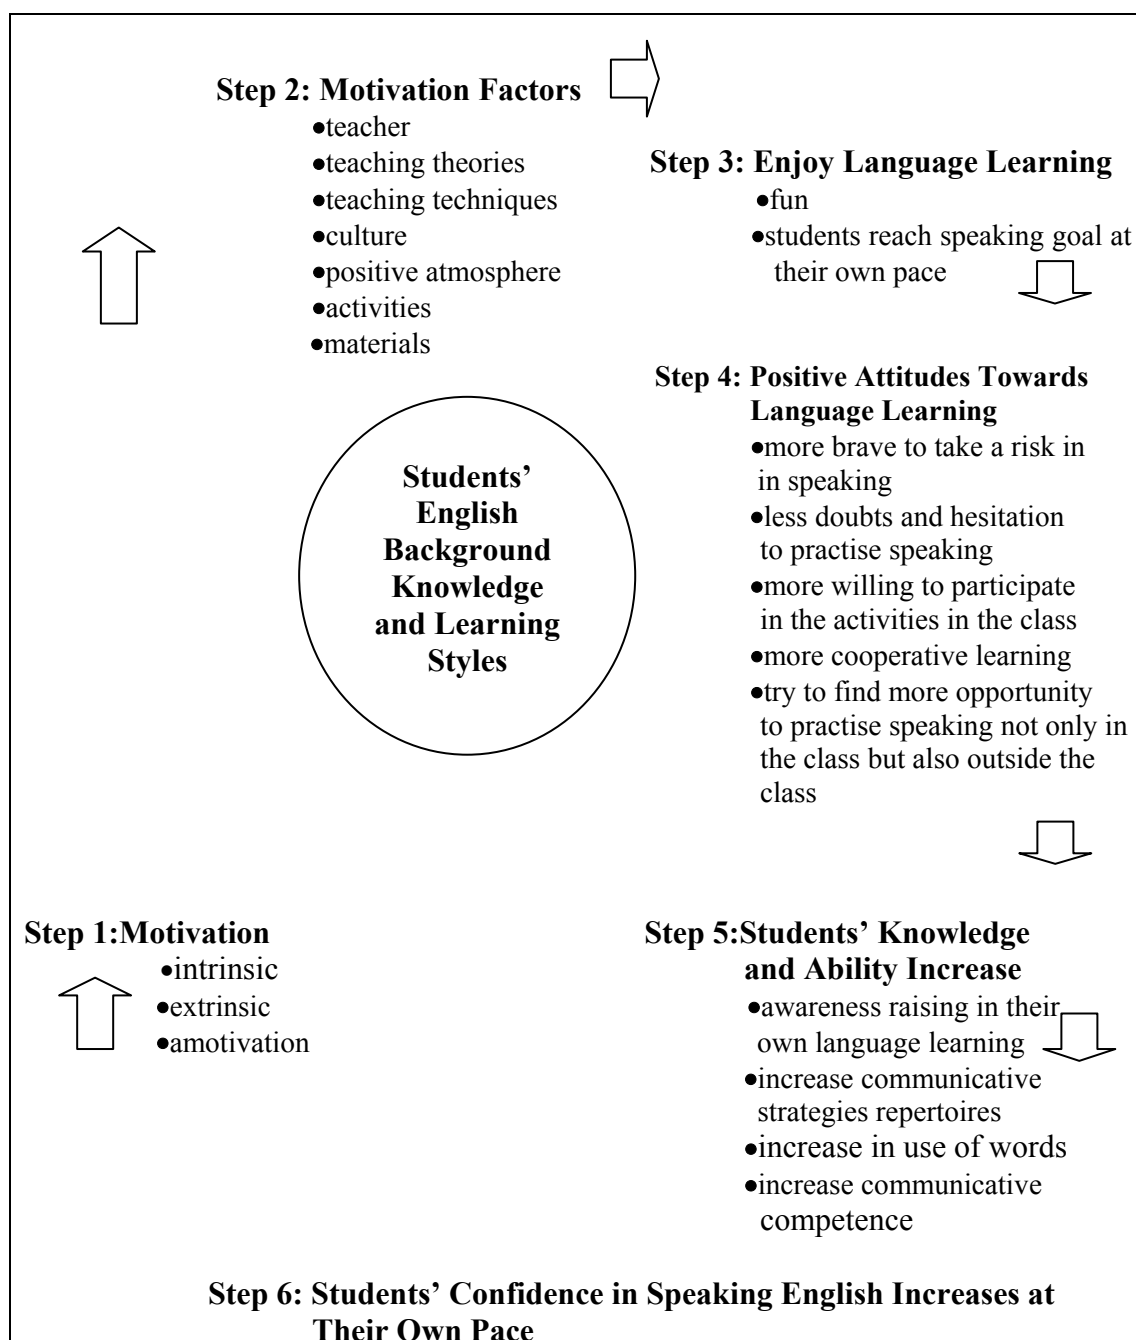 Step 2: Motivation Factors
●teacher
●teaching theories
●teaching techniques
●culture
●positive atmosphere
●activities
●materials
Step 3: Enjoy Language Learning
●fun
●students reach speaking goal at
their own pace
Step 4: Positive Attitudes Towards
Language Learning
●more brave to take a risk in
in speaking
●less doubts and hesitation
to practise speaking
●more willing to participate
in the activities in the class
●more cooperative learning
●try to find more opportunity
to practise speaking not only in
the class but also outside the
class
Students’
English
Background
Knowledge
and Learning
Styles
Step 1:Motivation
●intrinsic
●extrinsic
●amotivation
Step 5:Students’ Knowledge
and Ability Increase
●awareness raising in their
own language learning
●increase communicative
strategies repertoires
●increase in use of words
●increase communicative
competence
Step 6: Students’ Confidence in Speaking English Increases at
Their Own Pace